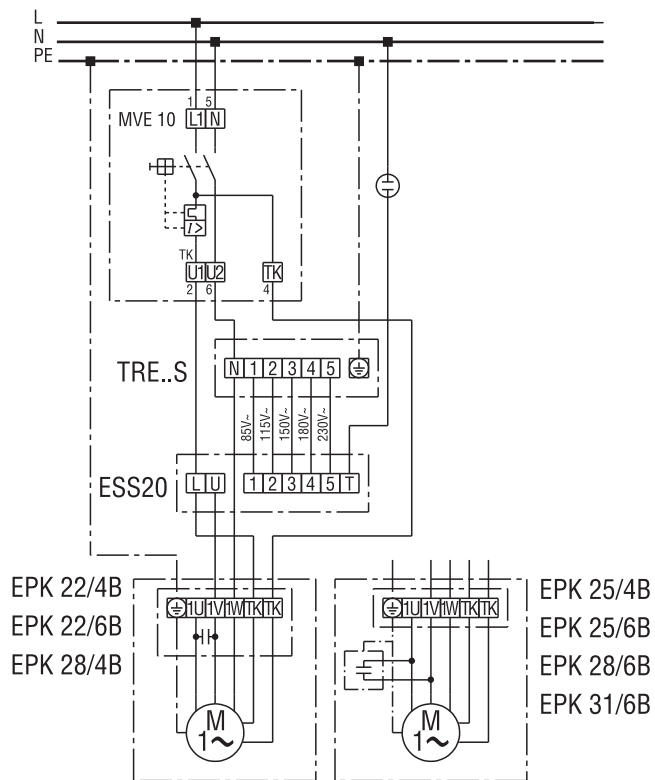 L
N
PE
1 5
MVE 10 L1 N
I>
TK
U1 U2 TK
2 6 4
TRE..S N 1 2 3 4 5
85V~ 115V~ 150V~ 180V~ 230V~
ESS20 L U 1 2 3 4 5 T
EPK 22/4B
EPK 22/6B
EPK 28/4B
1U 1V 1W TK TK
M
1~
1U 1V 1W TK TK
M
1~
EPK 25/4B
EPK 25/6B
EPK 28/6B
EPK 31/6B